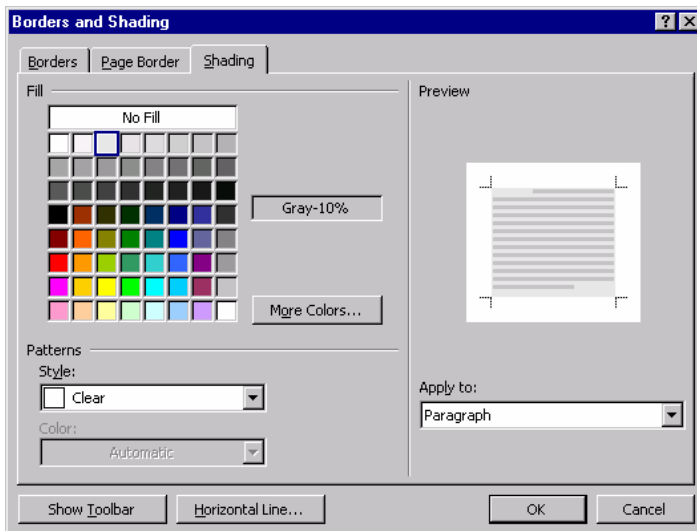 Borders and Shading
Borders
Page Border
Shading
Fill
No Fill
Gray-10%
More Colors...
Patterns
Style:
Clear
Color:
Automatic
Preview
Apply to:
Paragraph
Show Toolbar
Horizontal Line...
OK
Cancel